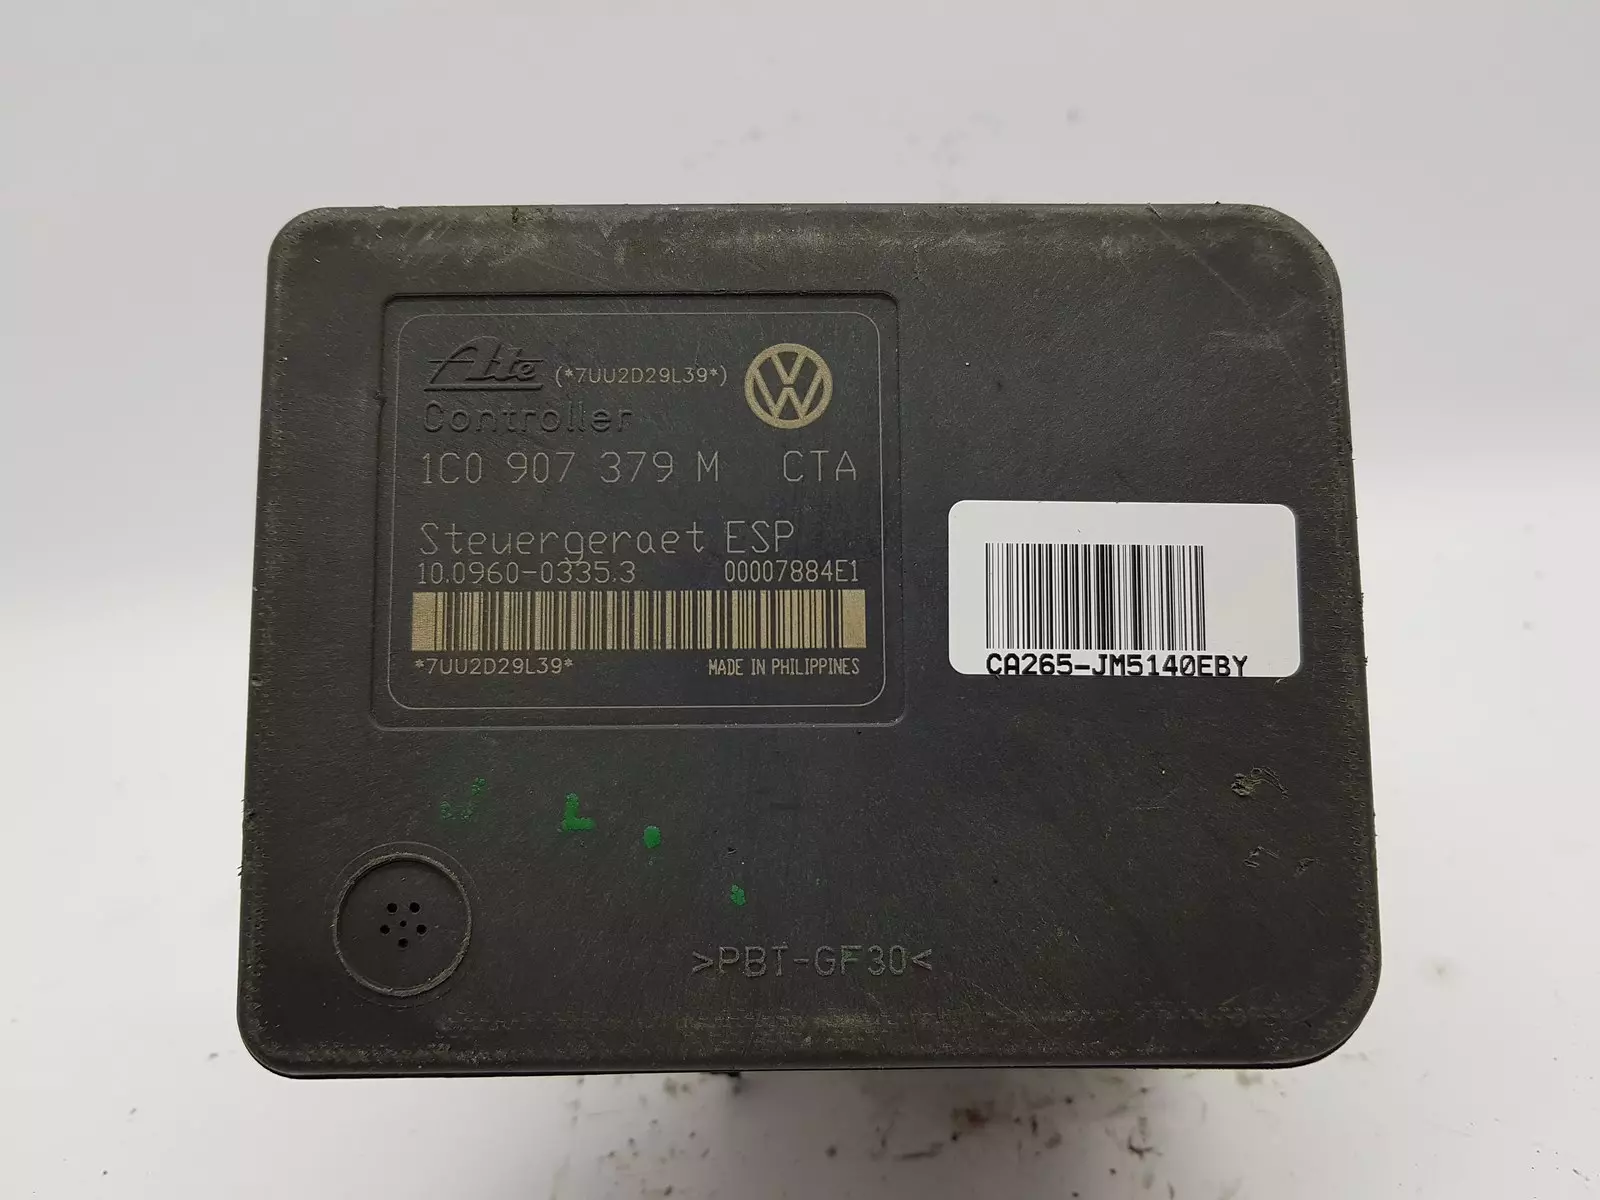 Ate (*7UU2D29L39*)
Controller
1C0 907 379 M CTA
Steuergeraet ESP
10.0960-0335.3 00007884E1
*7UU2D29L39* MADE IN PHILIPPINES
CA265-JM5140EBY
L
>PBT-GF30<